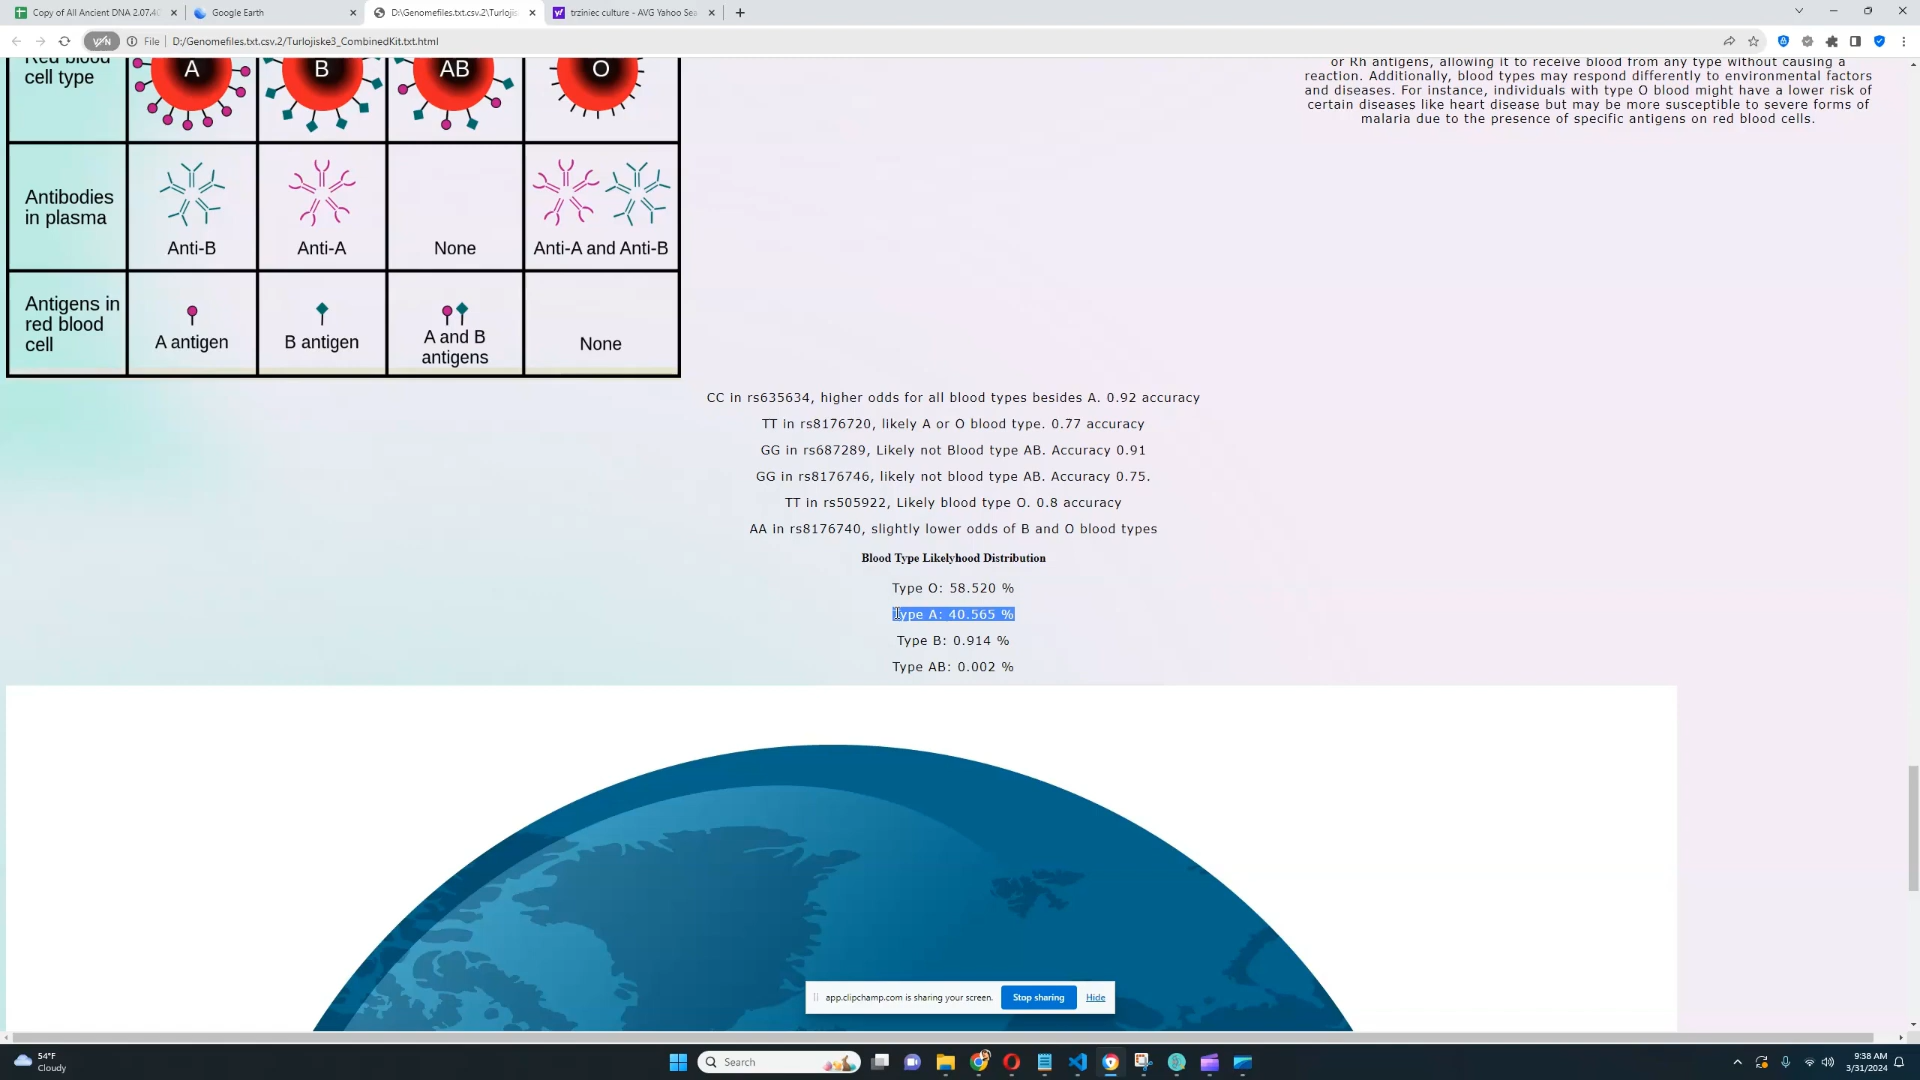 Copy of All Ancient DNA 2.07.40
Google Earth
D:\Genomefiles.txt.csv.2\Turlojis
trziniec culture - AVG Yahoo Sea
VPN
File
D:/Genomefiles.txt.csv.2/Turlojiske3_CombinedKit.txt.html
Red blood
cell type
A
B
AB
O
or Rh antigens, allowing it to receive blood from any type without causing a
reaction. Additionally, blood types may respond differently to environmental factors
and diseases. For instance, individuals with type O blood might have a lower risk of
certain diseases like heart disease but may be more susceptible to severe forms of
malaria due to the presence of specific antigens on red blood cells.
Antibodies
in plasma
Anti-B
Anti-A
None
Anti-A and Anti-B
Antigens in
red blood
cell
A antigen
B antigen
A and B
antigens
None
CC in rs635634, higher odds for all blood types besides A. 0.92 accuracy
TT in rs8176720, likely A or O blood type. 0.77 accuracy
GG in rs687289, Likely not Blood type AB. Accuracy 0.91
GG in rs8176746, likely not blood type AB. Accuracy 0.75.
TT in rs505922, Likely blood type O. 0.8 accuracy
AA in rs8176740, slightly lower odds of B and O blood types
Blood Type Likelyhood Distribution
Type O: 58.520 %
Type A: 40.565 %
Type B: 0.914 %
Type AB: 0.002 %
app.clipchamp.com is sharing your screen.
Stop sharing
Hide
54°F
Cloudy
Search
9:38 AM
3/31/2024